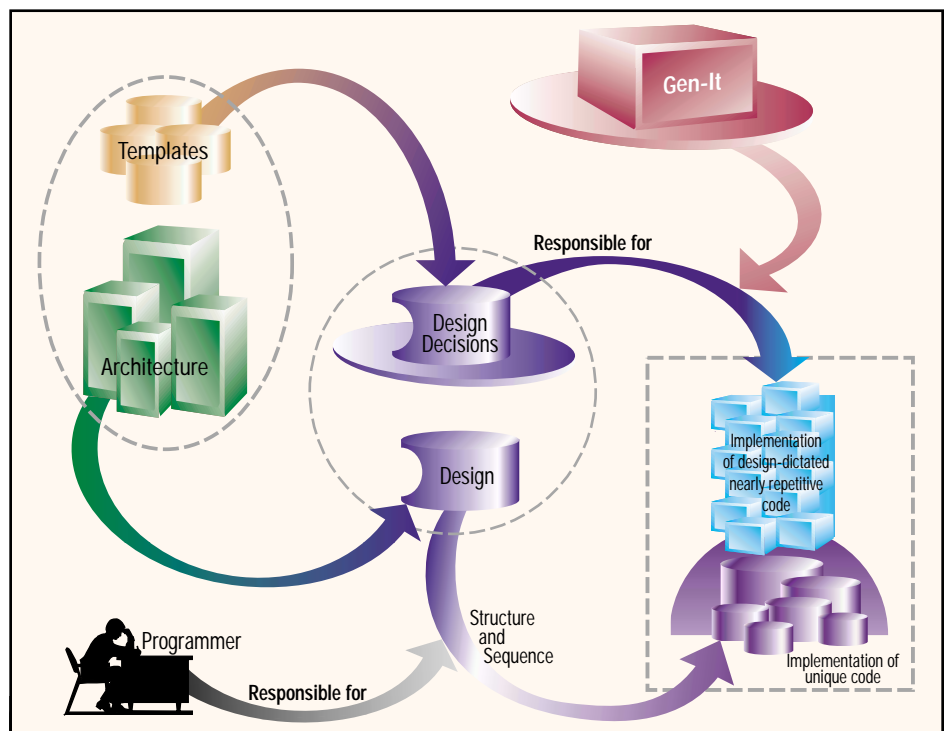 Gen-It
Templates
Responsible for
Design
Decisions
Architecture
Implementation
of design-dictated
nearly repetitive
code
Design
Structure
and
Sequence
Programmer
Implementation of
unique code
Responsible for